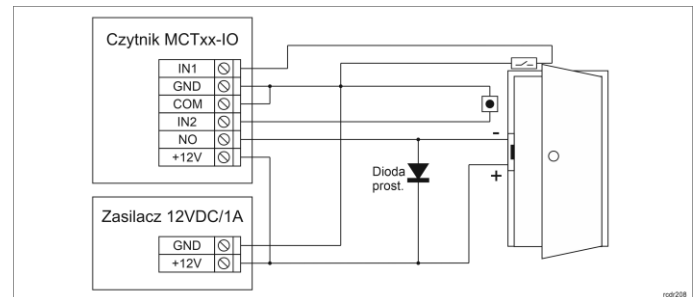 Czytnik MCTxx-IO
IN1
GND
COM
IN2
NO
+12V
-
Dioda
prost.
+
Zasilacz 12VDC/1A
GND
+12V
rodr208